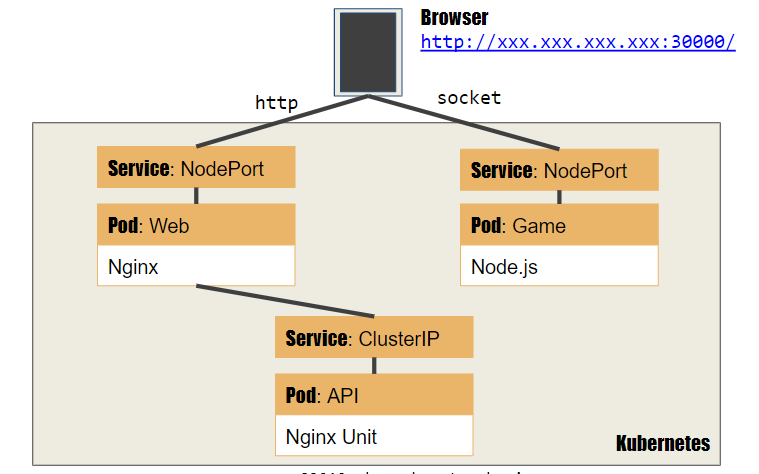 Browser
http://xxx.xxx.xxx.xxx:30000/
http
socket
Service: NodePort
Pod: Web
Nginx
Service: NodePort
Pod: Game
Node.js
Service: ClusterIP
Pod: API
Nginx Unit
Kubernetes